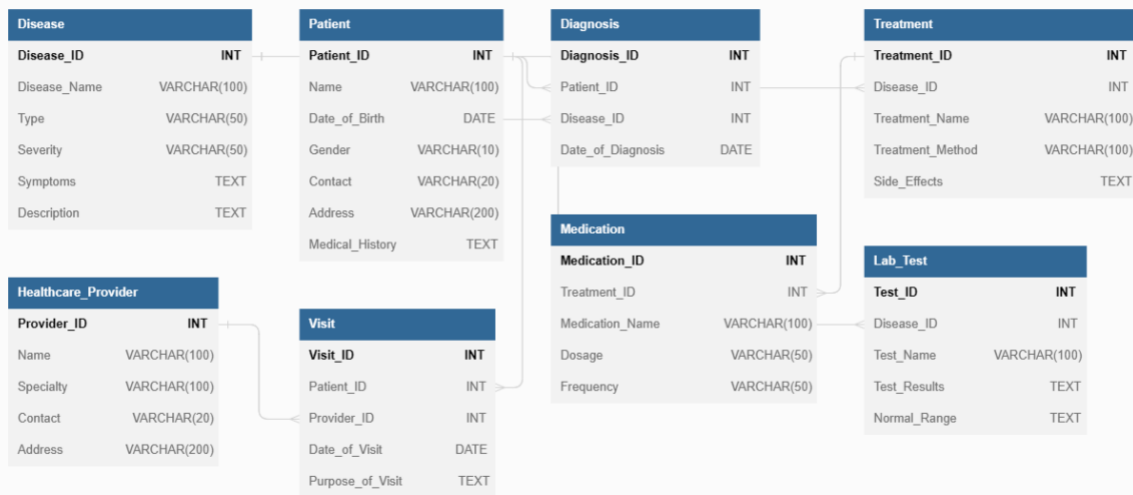 Disease
Disease_ID INT
Disease_Name VARCHAR(100)
Type VARCHAR(50)
Severity VARCHAR(50)
Symptoms TEXT
Description TEXT
Patient
Patient_ID INT
Name VARCHAR(100)
Date_of_Birth DATE
Gender VARCHAR(10)
Contact VARCHAR(20)
Address VARCHAR(200)
Medical_History TEXT
Diagnosis
Diagnosis_ID INT
Patient_ID INT
Disease_ID INT
Date_of_Diagnosis DATE
Treatment
Treatment_ID INT
Disease_ID INT
Treatment_Name VARCHAR(100)
Treatment_Method VARCHAR(100)
Side_Effects TEXT
Healthcare_Provider
Provider_ID INT
Name VARCHAR(100)
Specialty VARCHAR(100)
Contact VARCHAR(20)
Address VARCHAR(200)
Visit
Visit_ID INT
Patient_ID INT
Provider_ID INT
Date_of_Visit DATE
Purpose_of_Visit TEXT
Medication
Medication_ID INT
Treatment_ID INT
Medication_Name VARCHAR(100)
Dosage VARCHAR(50)
Frequency VARCHAR(50)
Lab_Test
Test_ID INT
Disease_ID INT
Test_Name VARCHAR(100)
Test_Results TEXT
Normal_Range TEXT